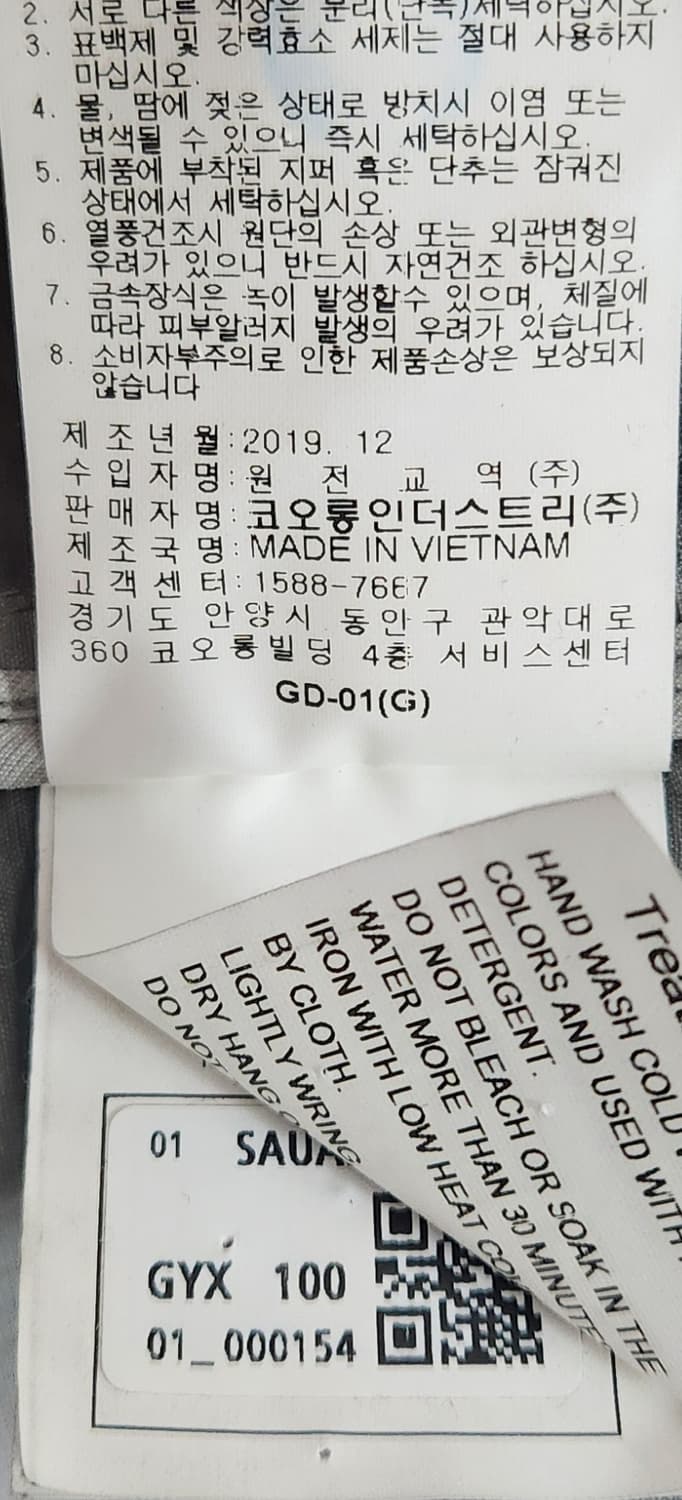 2. 서로 다른 색상은 분리(단독)세탁하십시오.
3. 표백제 및 강력효소 세제는 절대 사용하지
마십시오.
4. 물, 땀에 젖은 상태로 방치시 이염 또는
변색될 수 있으니 즉시 세탁하십시오.
5. 제품에 부착된 지퍼 혹은 단추는 잠궈진
상태에서 세탁하십시오.
6. 열풍건조시 원단의 손상 또는 외관변형의
우려가 있으니 반드시 자연건조 하십시오.
7. 금속장식은 녹이 발생할수 있으며, 체질에
따라 피부알러지 발생의 우려가 있습니다.
8. 소비자부주의로 인한 제품손상은 보상되지
않습니다
제 조 년 월:2019. 12
수 입 자 명:원 전 교 역 (주)
판 매 자 명:코오롱인더스트리(주)
제 조 국 명:MADE IN VIETNAM
고 객 센 터:1588-7667
경 기 도 안 양 시 동 안 구 관 악 대 로
360 코 오 롱 빌 딩 4층 서 비 스 센 터
GD-01(G)
HAND WASH COLD
COLORS AND USED WITH
DETERGENT.
DO NOT BLEACH OR SOAK IN THE
WATER MORE THAN 30 MINUTE
IRON WITH LOW HEAT
BY CLOTH.
LIGHTLY WRING
DRY HANG
DO NOT
01
GYX 100
01_000154